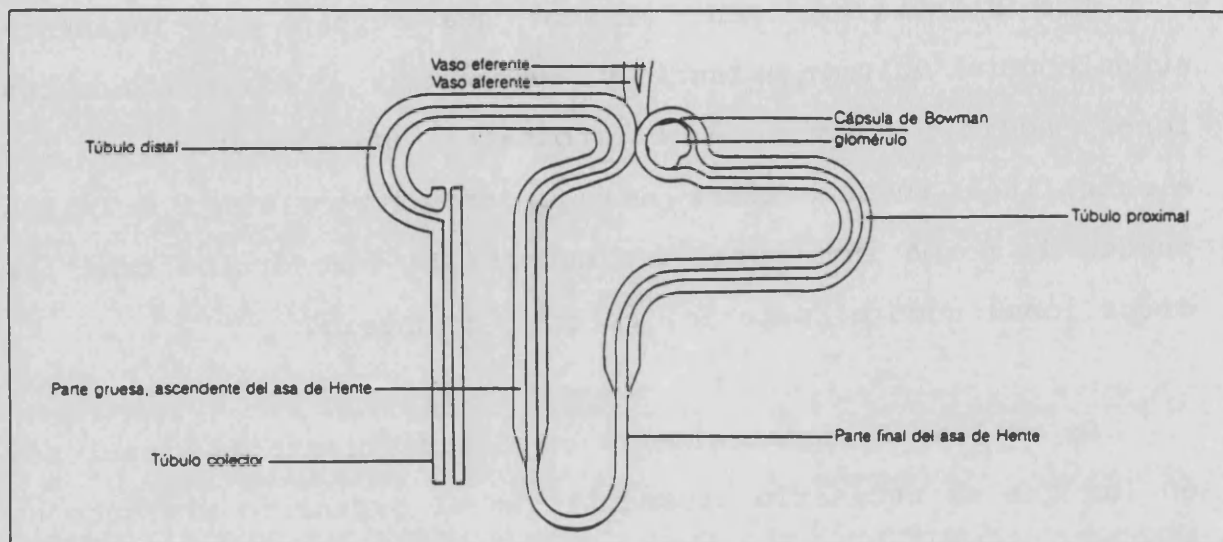 Vaso eferente
Vaso aferente
Cápsula de Bowman
glomérulo
Túbulo distal
Túbulo proximal
Parte gruesa, ascendente del asa de Hente
Parte final del asa de Hente
Túbulo colector